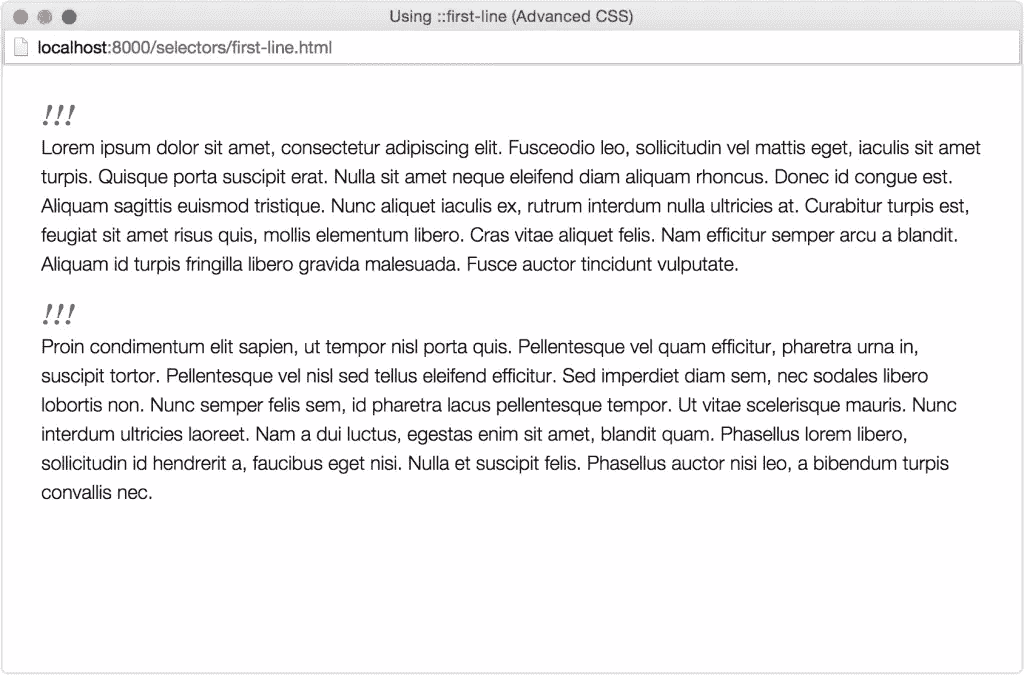 Using ::first-line (Advanced CSS)
localhost:8000/selectors/first-line.html
!!!
Lorem ipsum dolor sit amet, consectetur adipiscing elit. Fusceodio leo, sollicitudin vel mattis eget, iaculis sit amet
turpis. Quisque porta suscipit erat. Nulla sit amet neque eleifend diam aliquam rhoncus. Donec id congue est.
Aliquam sagittis euismod tristique. Nunc aliquet iaculis ex, rutrum interdum nulla ultricies at. Curabitur turpis est,
feugiat sit amet risus quis, mollis elementum libero. Cras vitae aliquet felis. Nam efficitur semper arcu a blandit.
Aliquam id turpis fringilla libero gravida malesuada. Fusce auctor tincidunt vulputate.
!!!
Proin condimentum elit sapien, ut tempor nisl porta quis. Pellentesque vel quam efficitur, pharetra urna in,
suscipit tortor. Pellentesque vel nisl sed tellus eleifend efficitur. Sed imperdiet diam sem, nec sodales libero
lobortis non. Nunc semper felis sem, id pharetra lacus pellentesque tempor. Ut vitae scelerisque mauris. Nunc
interdum ultricies laoreet. Nam a dui luctus, egestas enim sit amet, blandit quam. Phasellus lorem libero,
sollicitudin id hendrerit a, faucibus eget nisi. Nulla et suscipit felis. Phasellus auctor nisi leo, a bibendum turpis
convallis nec.